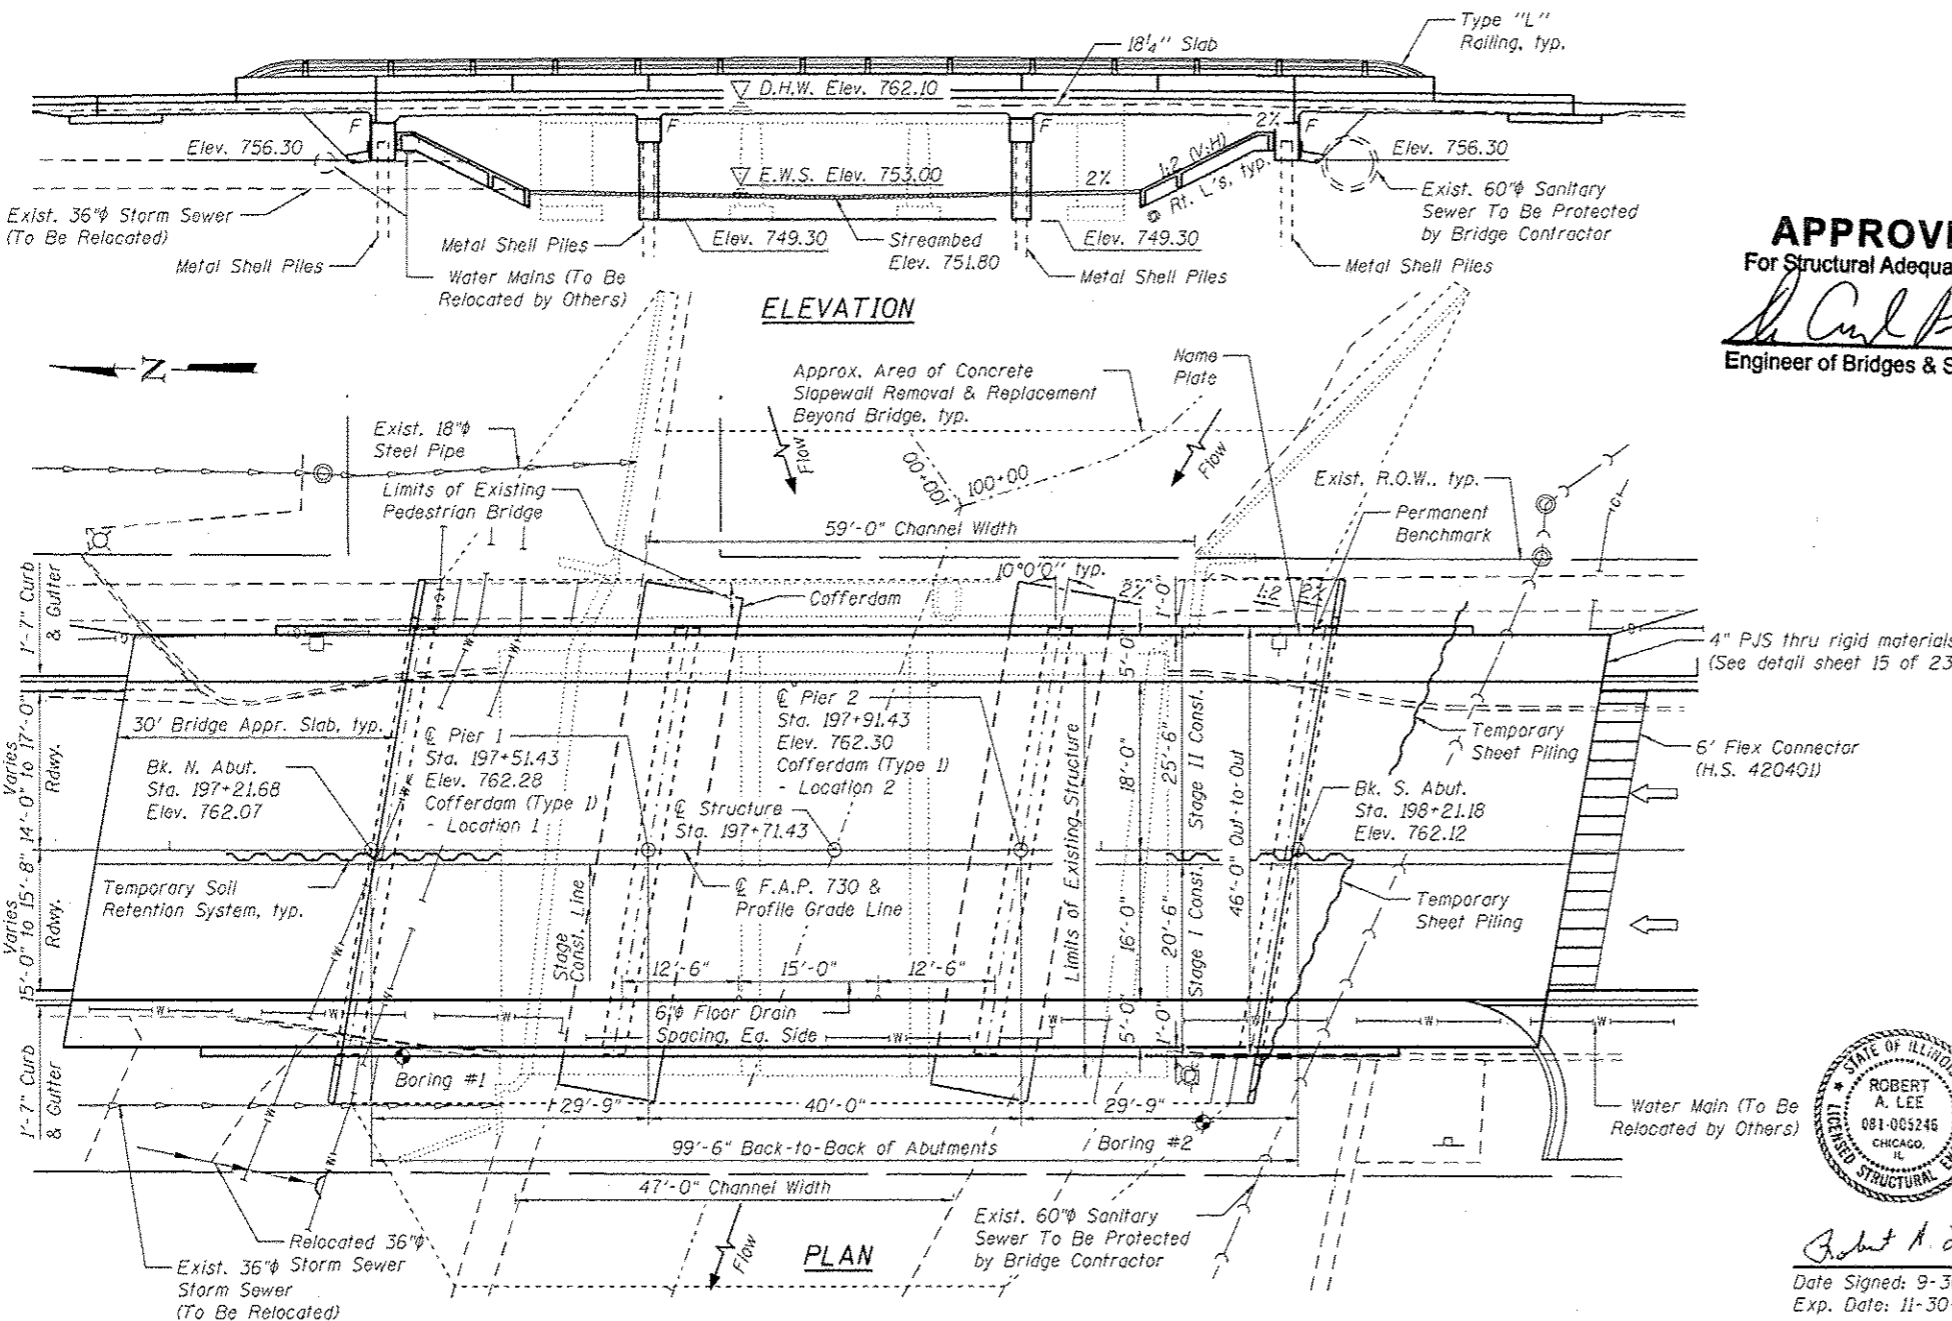 Type "L"
Railing, typ.
18¼" Slab
D.H.W. Elev. 762.10
F
F
F
2%
F
Elev. 756.30
Elev. 756.30
1:2 (V:H)
Rt. L's, typ.
E.W.S. Elev. 753.00
2%
Exist. 36"φ Storm Sewer
(To Be Relocated)
Exist. 60"φ Sanitary
Sewer To Be Protected
by Bridge Contractor
Metal Shell Piles
Elev. 749.30
Streambed
Elev. 751.80
Elev. 749.30
Metal Shell Piles
Water Mains (To Be
Relocated by Others)
Metal Shell Piles
Metal Shell Piles
ELEVATION
APPROV
For Structural Adequa
Engineer of Bridges & S
N
Approx. Area of Concrete
Slopewall Removal & Replacement
Beyond Bridge, typ.
Name
Plate
Exist. 18"φ
Steel Pipe
Flow
Flow
100+00
100+00
Limits of Existing
Pedestrian Bridge
Exist. R.O.W., typ.
Permanent
Benchmark
59'-0" Channel Width
10°0'0" typ.
Cofferdam
2%
1'-0"
1:2
2%
1'-7" Curb
& Gutter
4" PJS thru rigid materials
(See detail sheet 15 of 23
5'-0"
30' Bridge Appr. Slab, typ.
℄ Pier 1
Sta. 197+51.43
Elev. 762.28
Cofferdam (Type 1)
- Location 1
℄ Pier 2
Sta. 197+91.43
Elev. 762.30
Cofferdam (Type 1)
- Location 2
Temporary
Sheet Piling
6' Flex Connector
(H.S. 420401)
Bk. N. Abut.
Sta. 197+21.68
Elev. 762.07
Varies
14'-0" to 17'-0"
Rdwy.
18'-0"
25'-6"
Stage II Const.
Limits of Existing Structure
46'-0" Out-to-Out
℄ Structure
Sta. 197+71.43
Bk. S. Abut.
Sta. 198+21.18
Elev. 762.12
Temporary Soil
Retention System, typ.
℄ F.A.P. 730 &
Profile Grade Line
Temporary
Sheet Piling
Varies
15'-0" to 15'-8"
Rdwy.
Stage
Const. Line
16'-0"
20'-6"
Stage I Const.
12'-6"
15'-0"
12'-6"
6"φ Floor Drain
Spacing, Ea. Side
5'-0"
1'-0"
1'-7" Curb
& Gutter
Boring #1
29'-9"
40'-0"
29'-9"
99'-6" Back-to-Back of Abutments
Boring #2
Water Main (To Be
Relocated by Others)
47'-0" Channel Width
Exist. 60"φ Sanitary
Sewer To Be Protected
by Bridge Contractor
Relocated 36"φ
Storm Sewer
Exist. 36"φ
Storm Sewer
(To Be Relocated)
Flow
PLAN
STATE OF ILLINOI
ROBERT
A. LEE
081-005246
CHICAGO,
IL
LICENSED STRUCTURAL EN
Robert A.
Date Signed: 9-3
Exp. Date: 11-30-